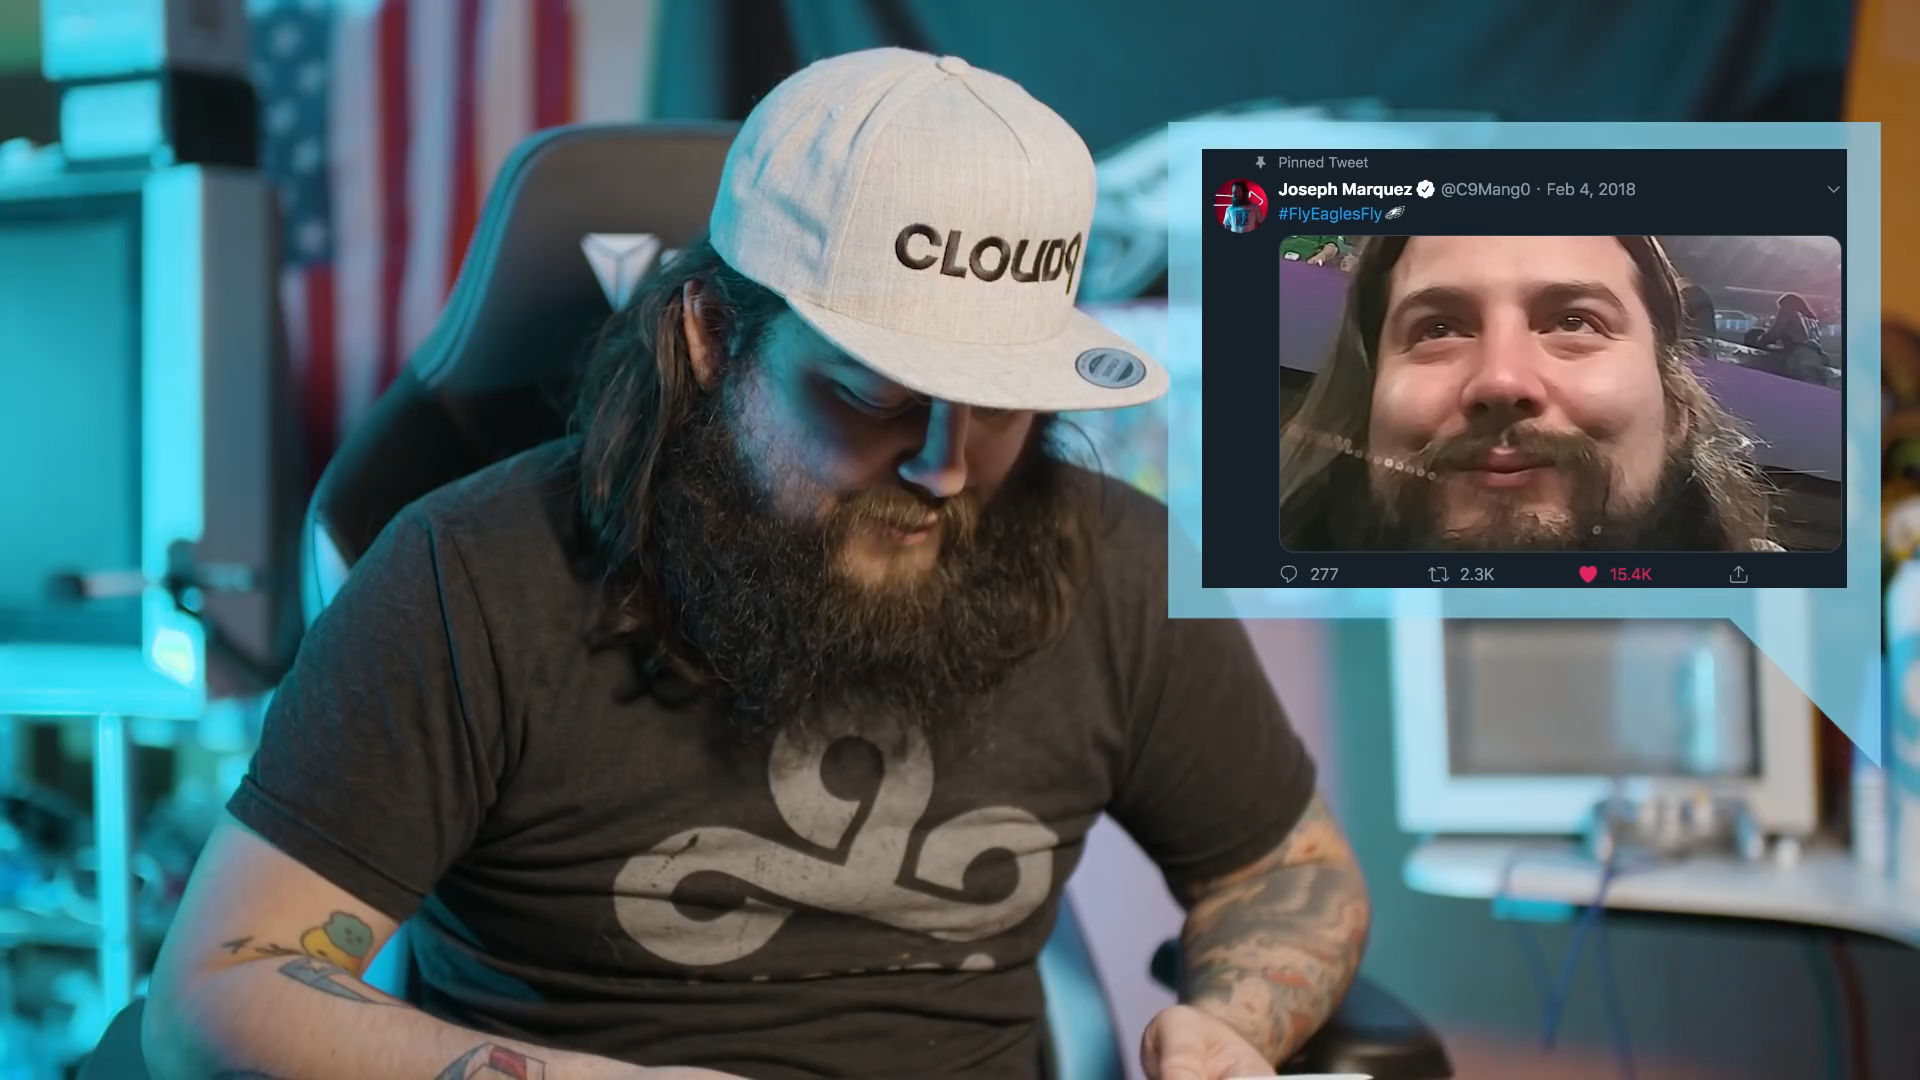 CLOUD9
Pinned Tweet
Joseph Marquez @C9Mang0 · Feb 4, 2018
#FlyEaglesFly
277 2.3K 15.4K